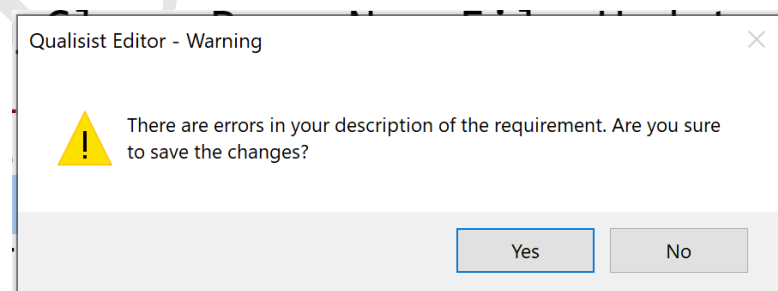 Qualisist Editor - Warning
There are errors in your description of the requirement. Are you sure
to save the changes?
Yes
No